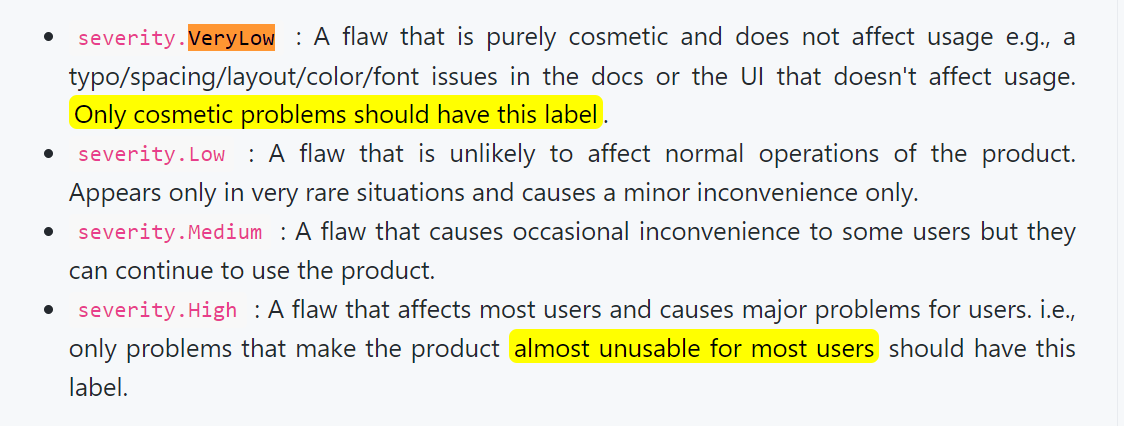 severity.VeryLow : A flaw that is purely cosmetic and does not affect usage e.g., a
typo/spacing/layout/color/font issues in the docs or the UI that doesn't affect usage.
Only cosmetic problems should have this label.
severity.Low : A flaw that is unlikely to affect normal operations of the product.
Appears only in very rare situations and causes a minor inconvenience only.
severity.Medium : A flaw that causes occasional inconvenience to some users but they
can continue to use the product.
severity.High : A flaw that affects most users and causes major problems for users. i.e.,
only problems that make the product almost unusable for most users should have this
label.